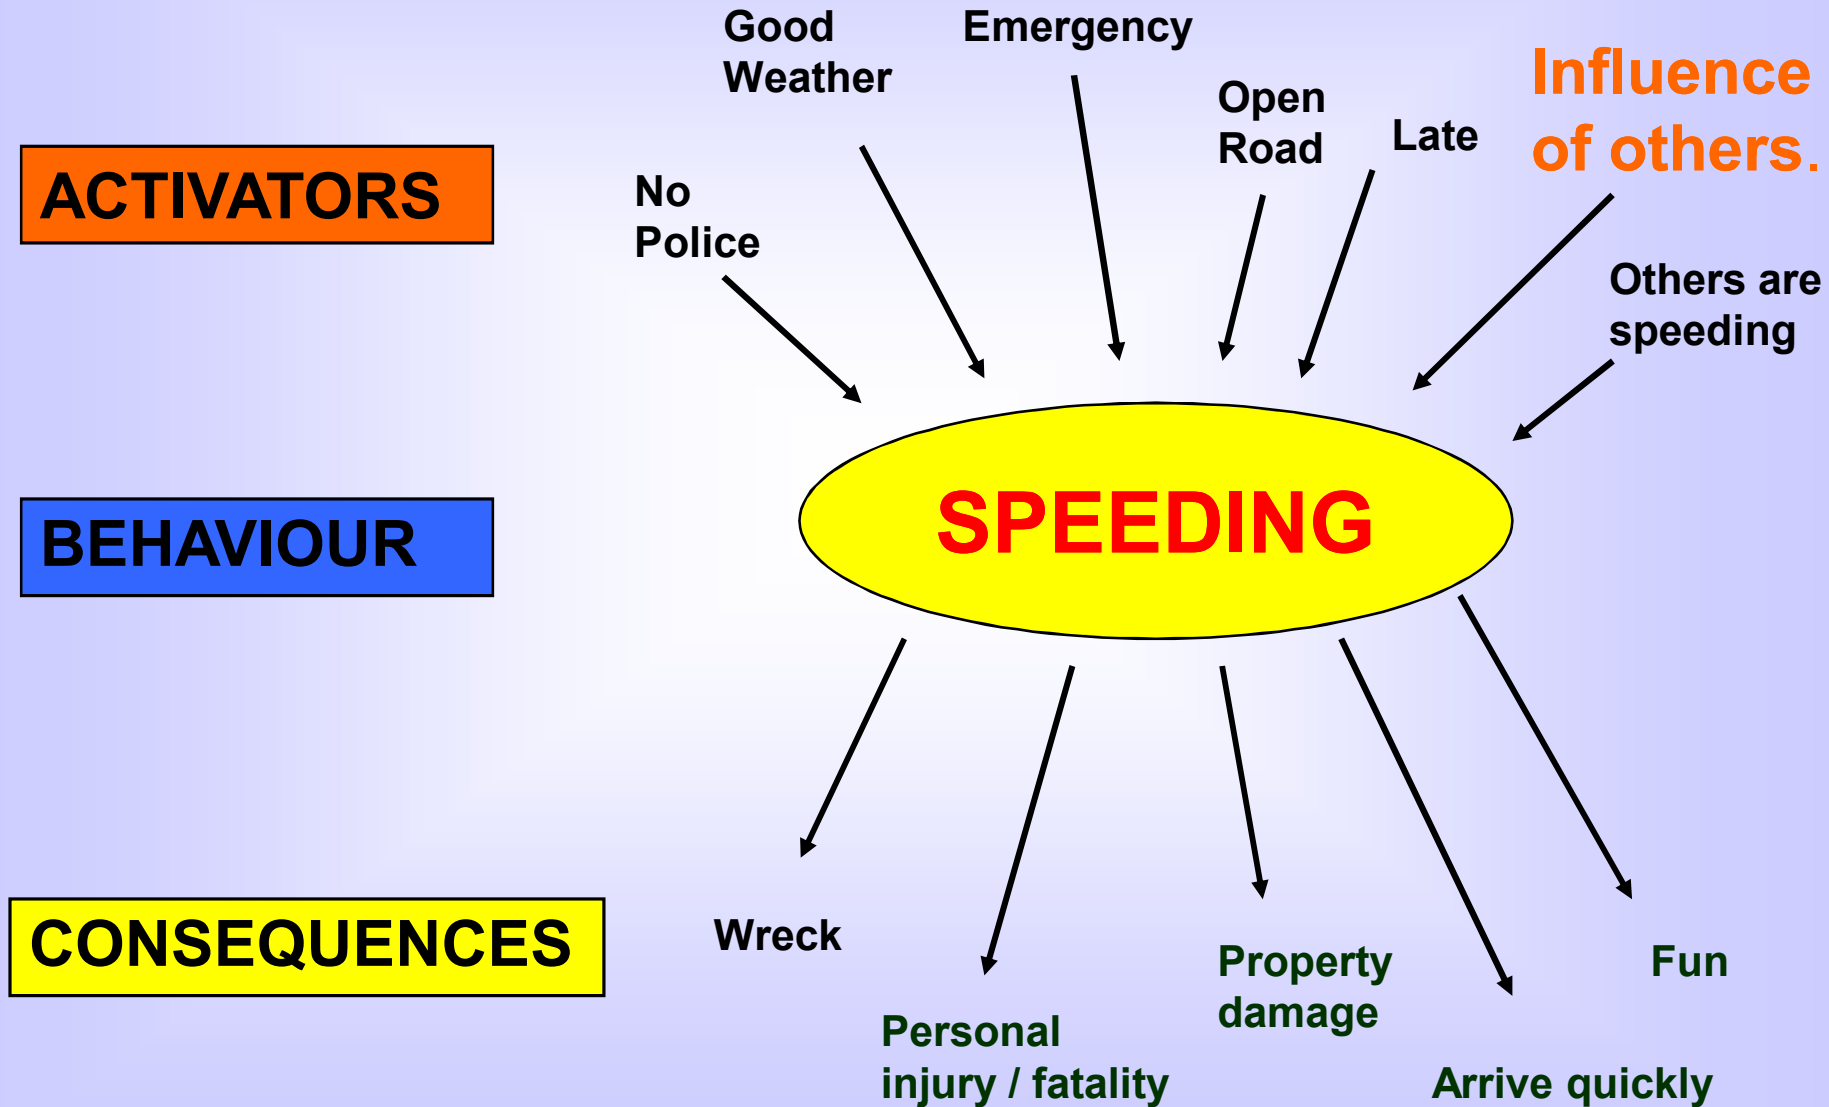 Good
Weather
Emergency
Influence
of others.
Open
Road
Late
ACTIVATORS
No
Police
Others are
speeding
BEHAVIOUR
SPEEDING
CONSEQUENCES
Wreck
Property
damage
Fun
Personal
injury / fatality
Arrive quickly